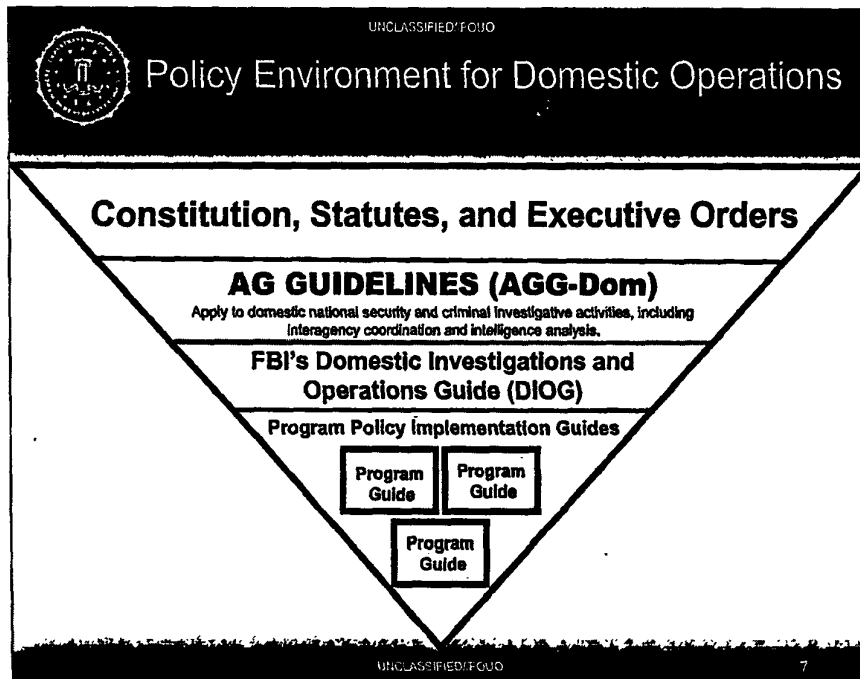 UNCLASSIFIED//FOUO
Policy Environment for Domestic Operations
Constitution, Statutes, and Executive Orders
AG GUIDELINES (AGG-Dom)
Apply to domestic national security and criminal investigative activities, including
interagency coordination and intelligence analysis.
FBI's Domestic Investigations and
Operations Guide (DIOG)
Program Policy Implementation Guides
Program
Guide
Program
Guide
Program
Guide
UNCLASSIFIED//FOUO
7